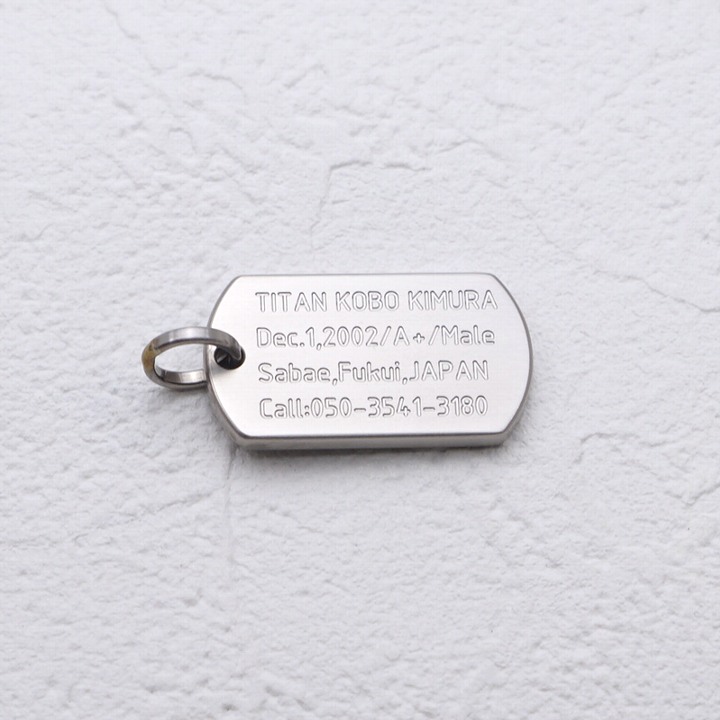 TITAN KOBO KIMURA
Dec.1,2002/A+/Male
Sabae,Fukui,JAPAN
Call:050-3541-3180